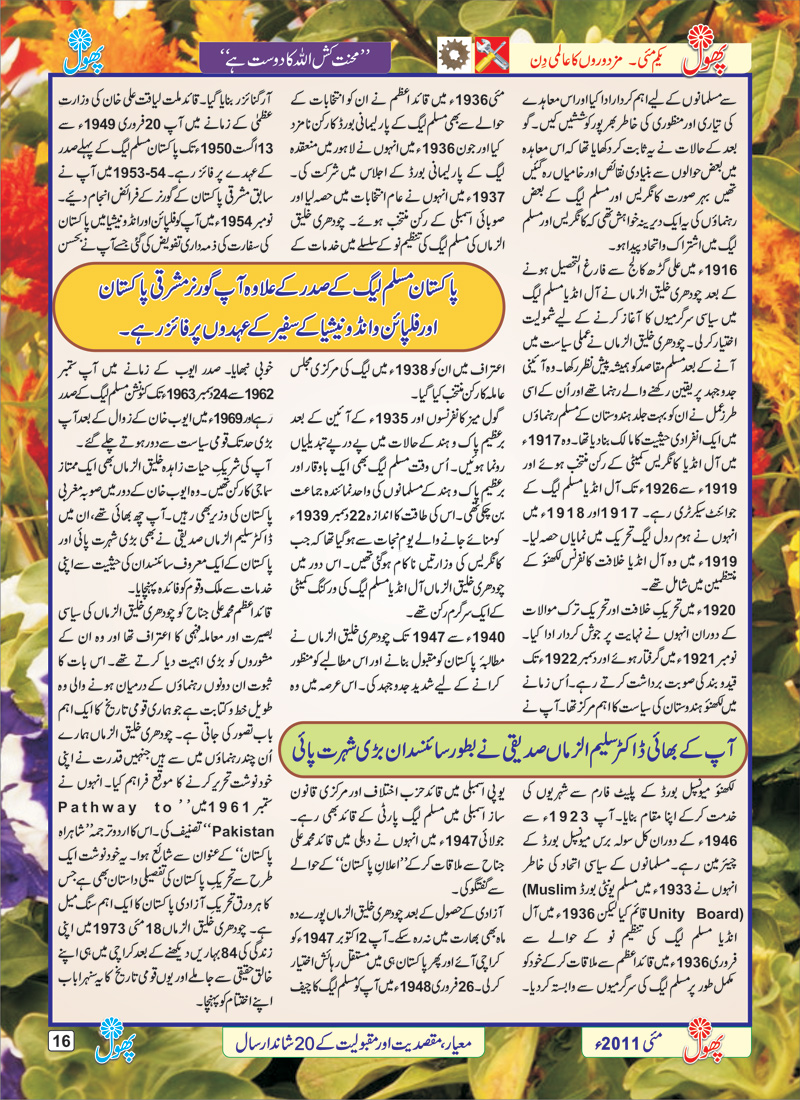 پھول
یکم مئی۔ مزدوروں کا عالمی دِن
’’محنت کش اللہ کا دوست ہے‘‘
پھول
سے مسلمانوں کے لیے اہم کردار ادا کیا اور اس معاہدے
کی تیاری اور منظوری کی خاطر بھرپور کوششیں کیں۔ گو
بعد کے حالات نے یہ ثابت کر دکھایا تھا کہ اس معاہدہ
میں بعض حوالوں سے بنیادی نقائص اور خامیاں رہ گئیں
تھیں بہر صورت کانگریس اور مسلم لیگ کے بعض
رہنماؤں کی یہ ایک دیرینہ خواہش تھی کہ کانگریس اور مسلم
لیگ میں اشتراک و اتحاد پیدا ہو۔
1916ء میں علی گڑھ کالج سے فارغ التحصیل ہونے
کے بعد چودھری خلیق الزماں نے آل انڈیا مسلم لیگ
میں سیاسی سرگرمیوں کا آغاز کرنے کے لیے شمولیت
اختیار کر لی۔ چودھری خلیق الزماں نے عملی سیاست میں
آنے کے بعد مسلم مقاصد کو ہمیشہ پیش نظر رکھا۔ وہ آئینی
جدوجہد پر یقین رکھنے والے رہنما تھے اور اُن کے اسی
طرزِ عمل نے ان کو بہت جلد ہندوستان کے مسلم رہنماؤں
میں ایک انفرادی حیثیت کا مالک بنا دیا تھا۔ وہ 1917ء
میں آل انڈیا کانگریس کمیٹی کے رکن منتخب ہوئے اور
1919ء سے 1926ء تک آل انڈیا مسلم لیگ کے
جوائنٹ سیکرٹری رہے۔ 1917 اور 1918ء میں
انہوں نے ہوم رول لیگ تحریک میں نمایاں حصہ لیا۔
1919ء میں وہ آل انڈیا خلافت کانفرنس لکھنؤ کے
منتظمین میں شامل تھے۔
1920ء میں تحریکِ خلافت اور تحریک ترک موالات
کے دوران انہوں نے نہایت پر جوش کردار ادا کیا۔
نومبر 1921ء میں گرفتار ہوئے اور دسمبر 1922ء تک
قید و بند کی صعوبت برداشت کرتے رہے۔ اُس زمانے
میں لکھنؤ ہندوستان کی سیاست کا اہم مرکز تھا۔ آپ نے
لکھنؤ میونسپل بورڈ کے پلیٹ فارم سے شہریوں کی
خدمت کر کے اپنا مقام بنایا۔ آپ 1923ء سے
1946ء کے دوران کل سولہ برس میونسپل بورڈ کے
چیئرمین رہے۔ مسلمانوں کے سیاسی اتحاد کی خاطر
انہوں نے 1933ء میں مسلم یونٹی بورڈ (Muslim
Unity Board) قائم کیا لیکن 1936ء میں آل
انڈیا مسلم لیگ کی تنظیم نو کے حوالے سے
فروری 1936ء میں قائداعظم سے ملاقات کر کے خود کو
مکمل طور پر مسلم لیگ کی سرگرمیوں سے وابستہ کر دیا۔
مئی 1936ء میں قائداعظم نے ان کو انتخابات کے
حوالے سے بھی مسلم لیگ کے پارلیمانی بورڈ کا رکن نامزد
کیا اور جون 1936ء میں انہوں نے لاہور میں منعقدہ
لیگ کے پارلیمانی بورڈ کے اجلاس میں شرکت کی۔
1937ء میں انہوں نے عام انتخابات میں حصہ لیا اور
صوبائی اسمبلی کے رکن منتخب ہوئے۔ چودھری خلیق
الزماں کی مسلم لیگ کی تنظیم نو کے سلسلے میں خدمات کے
پاکستان مسلم لیگ کے صدر کے علاوہ آپ گورنر مشرقی پاکستان
اور فلپائن و انڈونیشیا کے سفیر کے عہدوں پر فائز رہے۔
اعتراف میں ان کو 1938ء میں لیگ کی مرکزی مجلس
عاملہ کا رکن منتخب کیا گیا۔
گول میز کانفرنسوں اور 1935ء کے آئین کے بعد
برعظیم پاک و ہند کے حالات میں پے در پے تبدیلیاں
رونما ہوئیں۔ اُس وقت مسلم لیگ بھی ایک باوقار اور
برعظیم پاک و ہند کے مسلمانوں کی واحد نمائندہ جماعت
بن چکی تھی۔ اس کی طاقت کا اندازہ 22 دسمبر 1939ء
کو منائے جانے والے یوم نجات سے ہو گیا تھا کہ جب
کانگریس کی وزارتیں ناکام ہو گئی تھیں۔ اس دور میں
چودھری خلیق الزماں آل انڈیا مسلم لیگ کی ورکنگ کمیٹی
کے ایک سرگرم رکن تھے۔
1940ء سے 1947 تک چودھری خلیق الزماں نے
مطالبۂ پاکستان کو مقبول بنانے اور اس مطالبے کو منظور
کرانے کے لیے شدید جدوجہد کی۔ اس عرصہ میں وہ
آپ کے بھائی ڈاکٹر سلیم الزماں صدیقی نے بطور سائنسدان بڑی شہرت پائی
یوپی اسمبلی میں قائد حزب اختلاف اور مرکزی قانون
ساز اسمبلی میں مسلم لیگ پارٹی کے قائد بھی رہے۔
جولائی 1947ء میں انہوں نے دہلی میں قائد محمد علی
جناح سے ملاقات کر کے ’’اعلانِ پاکستان‘‘ کے حوالے
سے گفتگو کی۔
آزادی کے حصول کے بعد چودھری خلیق الزماں پورے دہ
ماہ بھی بھارت میں نہ رہ سکے۔ آپ 2 اکتوبر 1947ء کو
کراچی آئے اور پھر پاکستان ہی میں مستقل رہائش اختیار
کر لی۔ 26 فروری 1948ء میں آپ کو مسلم لیگ کا چیف
آرگنائزر بنایا گیا۔ قائد ملت لیاقت علی خان کی وزارت
عظمیٰ کے زمانے میں آپ 20 فروری 1949ء سے
13 اگست 1950ء تک پاکستان مسلم لیگ کے پہلے صدر
کے عہدے پر فائز رہے۔ 54-1953ء میں آپ نے
سابق مشرقی پاکستان کے گورنر کے فرائض انجام دیئے۔
نومبر 1954ء میں آپ کو فلپائن اور انڈونیشیا میں پاکستان
کی سفارت کی ذمہ داری تفویض کی گئی جسے آپ نے بحسن
خوبی نبھایا۔ صدر ایوب کے زمانے میں آپ ستمبر
1962ء سے 24 دسمبر 1963ء تک کنونشن مسلم لیگ کے صدر
رہے اور 1969ء میں ایوب خان کے زوال کے بعد آپ
بڑی حد تک قومی سیاست سے دور ہوتے چلے گئے۔
آپ کی شریک حیات زاہدہ خلیق الزماں بھی ایک ممتاز
سماجی کارکن تھیں۔ وہ ایوب خان کے دور میں صوبہ مغربی
پاکستان کی وزیر بھی رہیں۔ آپ چھ بھائی تھے، ان میں
ڈاکٹر سلیم الزماں صدیقی نے بھی بڑی شہرت پائی اور
پاکستان کے ایک معروف سائنسدان کی حیثیت سے اپنی
خدمات سے ملک و قوم کو فائدہ پہنچایا۔
قائداعظم محمد علی جناح کو چودھری خلیق الزماں کی سیاسی
بصیرت اور معاملہ فہمی کا اعتراف تھا اور وہ ان کے
مشوروں کو بڑی اہمیت دیا کرتے تھے۔ اس بات کا
ثبوت ان دونوں رہنماؤں کے درمیان ہونے والی وہ
طویل خط و کتابت ہے جو ہماری قومی تاریخ کا ایک اہم
باب تصور کی جاتی ہے۔ چودھری خلیق الزماں ہمارے
اُن چند رہنماؤں میں سے ہیں جنہیں قدرت نے اپنی
خود نوشت تحریر کرنے کا موقع فراہم کیا۔ انہوں نے
ستمبر 1961 میں ’’Pathway to
Pakistan‘‘ تصنیف کی۔ اس کا اردو ترجمہ ’’شاہراہ
پاکستان‘‘ کے عنوان سے شائع ہوا۔ یہ خود نوشت ایک
طرح سے تحریکِ پاکستان کی تفصیلی داستان بھی ہے جس
کا ہر ورق تحریک آزادی پاکستان کا ایک اہم سنگ میل
ہے۔ چودھری خلیق الزماں 18 مئی 1973 میں اپنی
زندگی کی 84 بہاریں دیکھنے کے بعد کراچی میں ہی اپنے
خالق حقیقی سے جا ملے اور یوں قومی تاریخ کا یہ سنہرا باب
اپنے اختتام کو پہنچا۔
پھول
مئی 2011ء
معیار، مقصدیت اور مقبولیت کے 20 شاندار سال
پھول
16